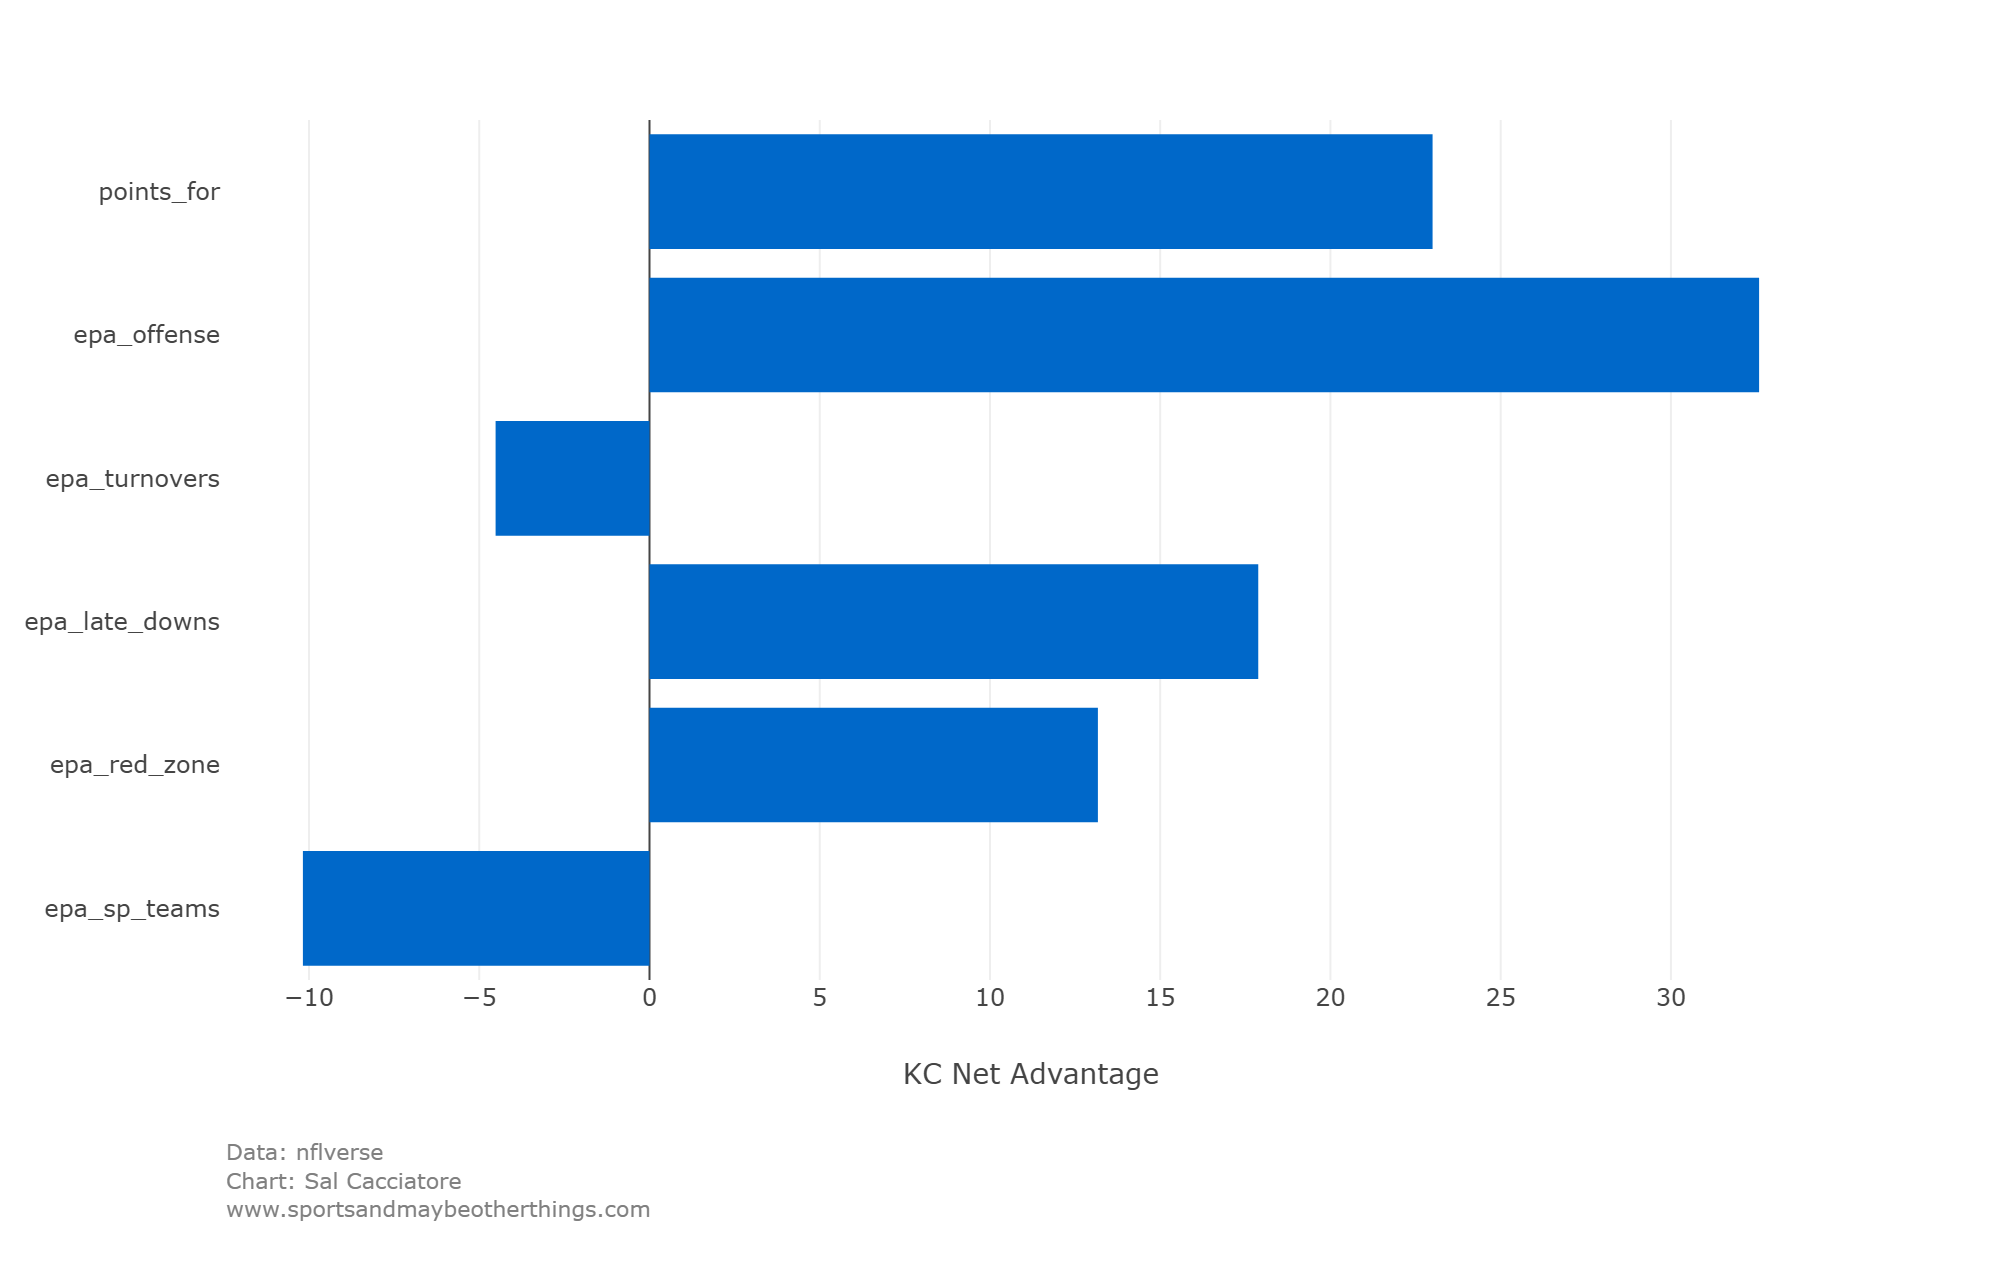 points_for
epa_offense
epa_turnovers
epa_late_downs
epa_red_zone
epa_sp_teams
−10 −5 0 5 10 15 20 25 30
KC Net Advantage
Data: nflverse
Chart: Sal Cacciatore
www.sportsandmaybeotherthings.com